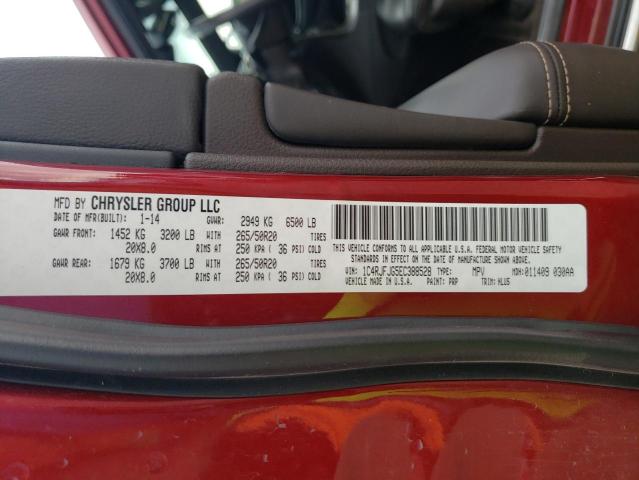 MFD BY CHRYSLER GROUP LLC
DATE OF MFR(BUILT): 1-14 GVWR: 2949 KG 6500 LB
GAWR FRONT: 1452 KG 3200 LB WITH 265/50R20 TIRES
20X8.0 RIMS AT 250 KPA ( 36 PSI) COLD
GAWR REAR: 1679 KG 3700 LB WITH 265/50R20 TIRES
20X8.0 RIMS AT 250 KPA ( 36 PSI) COLD
THIS VEHICLE CONFORMS TO ALL APPLICABLE U.S.A. FEDERAL MOTOR VEHICLE SAFETY
STANDARDS IN EFFECT ON THE DATE OF MANUFACTURE SHOWN ABOVE.
VIN: 1C4RJFJG5EC388528 TYPE: MPV MDH: 011409 030AA
VEHICLE MADE IN U.S.A. PAINT: PRP TRIM: HLU5